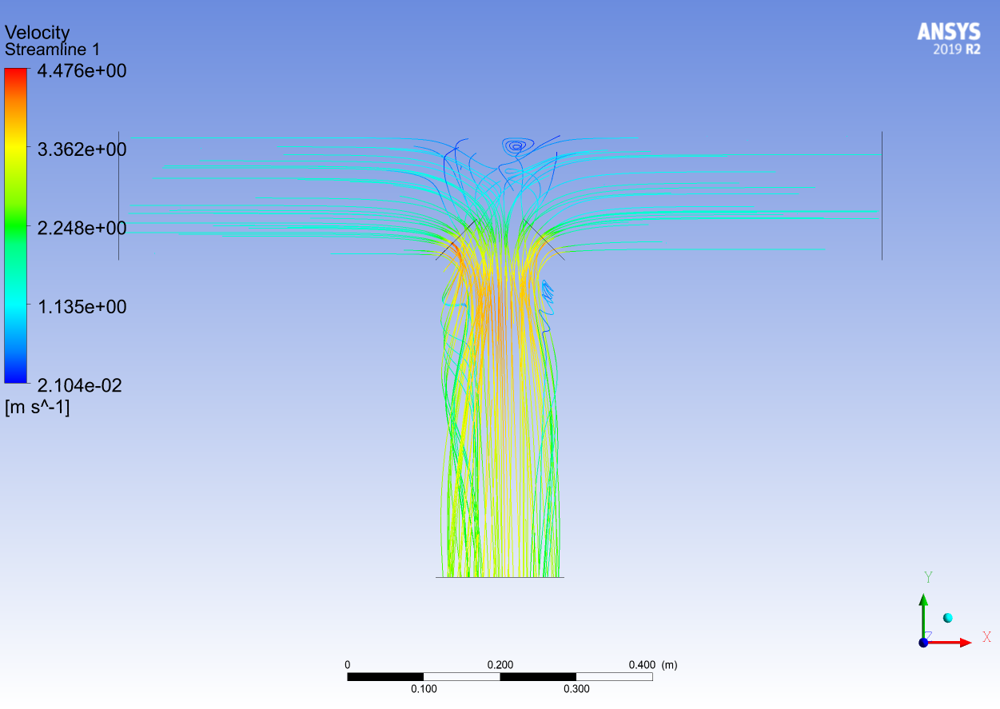 Velocity
Streamline 1
4.476e+00
3.362e+00
2.248e+00
1.135e+00
2.104e-02
[m s^-1]
ANSYS
2019 R2
Y
Z
X
0 0.200 0.400 (m)
0.100 0.300